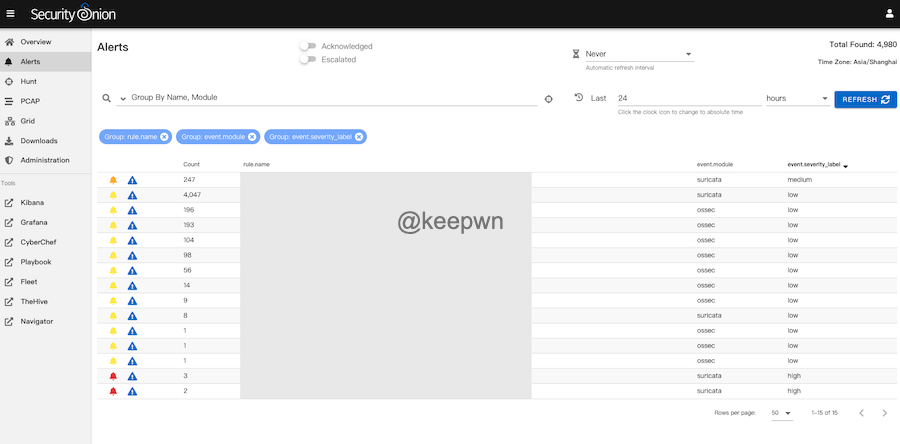 Security Onion
Overview
Alerts
Hunt
PCAP
Grid
Downloads
Administration
Tools
Kibana
Grafana
CyberChef
Playbook
Fleet
TheHive
Navigator
Alerts
Acknowledged
Escalated
Never
Automatic refresh interval
Total Found: 4,980
Time Zone: Asia/Shanghai
Group By Name, Module
Last 24 hours
Click the clock icon to change to absolute time
REFRESH
Group: rule.name Group: event.module Group: event.severity_label
Count rule.name event.module event.severity_label
247 suricata medium
4,047 suricata low
196 ossec low
193 ossec low
104 ossec low
98 ossec low
56 ossec low
14 ossec low
9 ossec low
8 suricata low
1 ossec low
1 ossec low
1 ossec low
3 suricata high
2 suricata high
@keepwn
Rows per page: 50 1-15 of 15